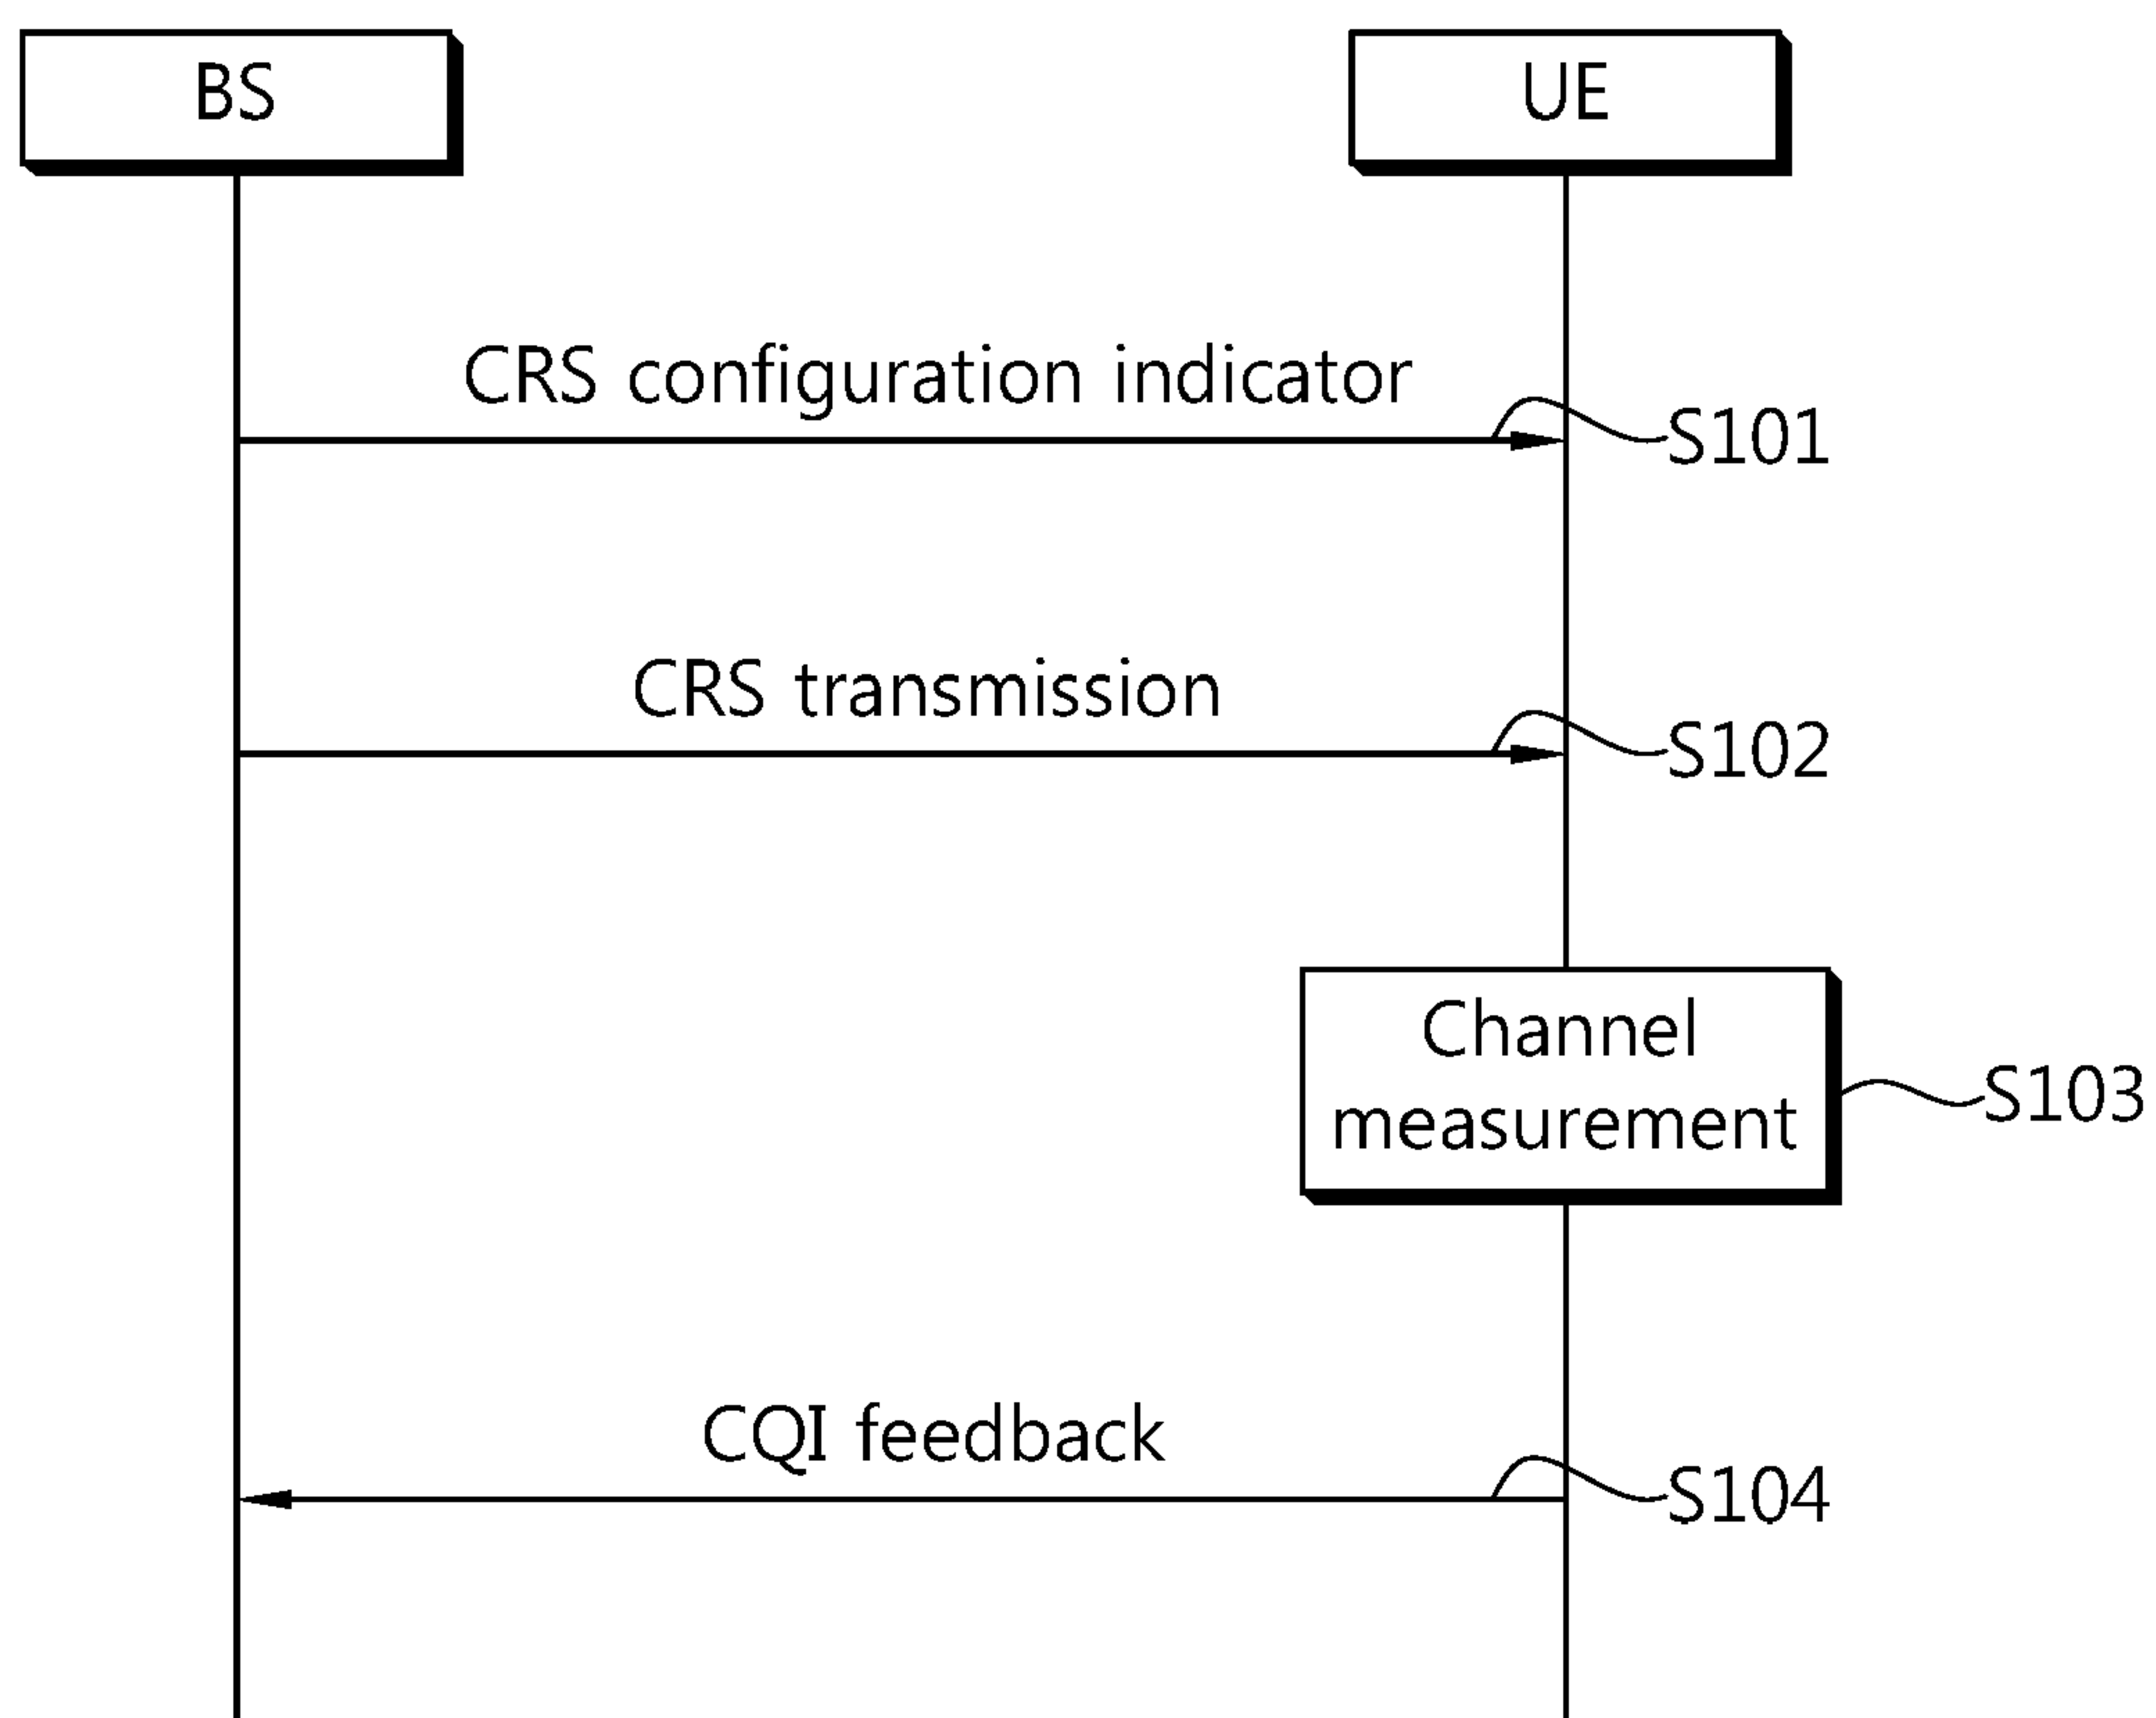 BS
UE
CRS configuration indicator
S101
CRS transmission
S102
Channel
measurement
S103
CQI feedback
S104